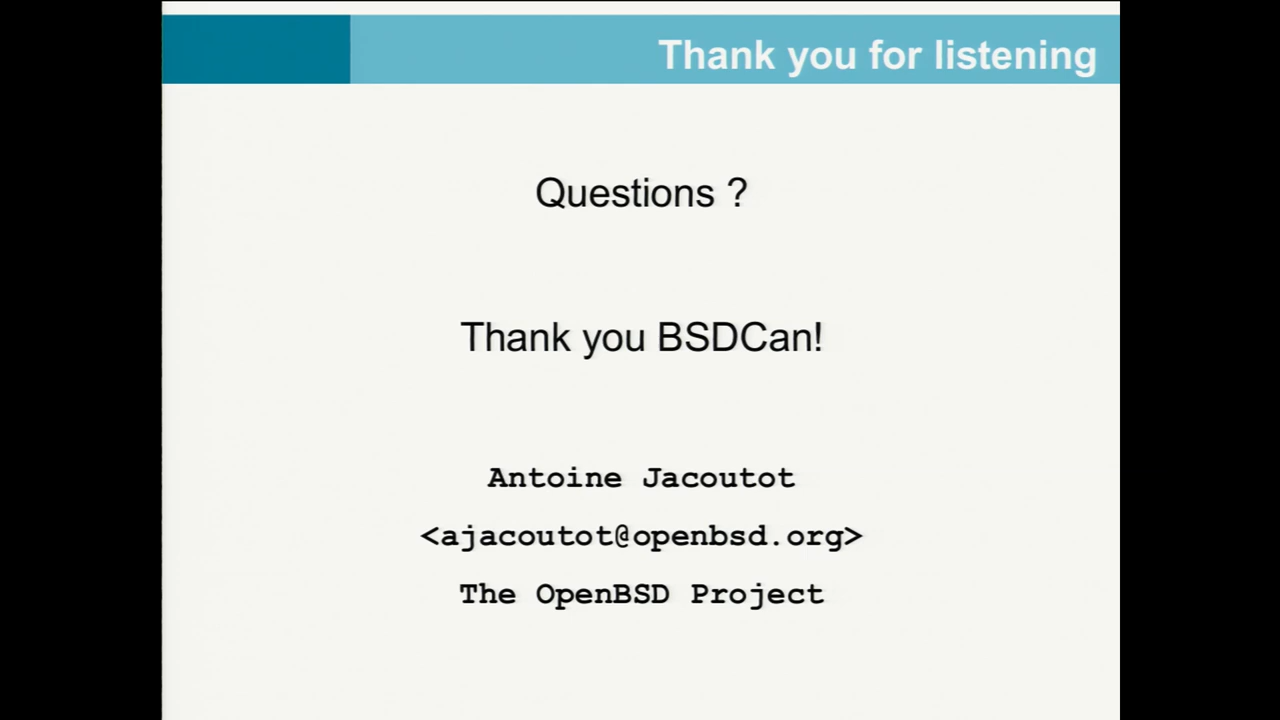 Thank you for listening
Questions ?
Thank you BSDCan!
Antoine Jacoutot
<ajacoutot@openbsd.org>
The OpenBSD Project